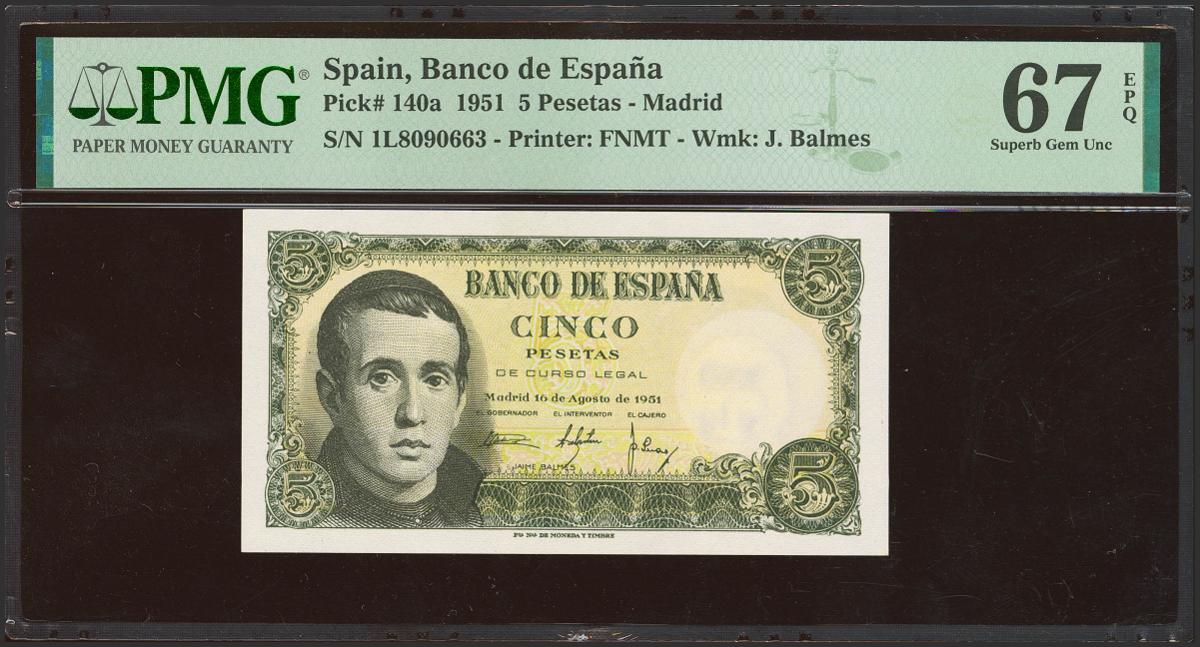 PMG®
PAPER MONEY GUARANTY
Spain, Banco de España
Pick# 140a 1951 5 Pesetas - Madrid
S/N 1L8090663 - Printer: FNMT - Wmk: J. Balmes
67
EPQ
Superb Gem Unc
5
5
BANCO DE ESPAÑA
CINCO
PESETAS
DE CURSO LEGAL
Madrid 16 de Agosto de 1951
EL GOBERNADOR EL INTERVENTOR EL CAJERO
JAIME BALMES
5
5
Fª Nª DE MONEDA Y TIMBRE